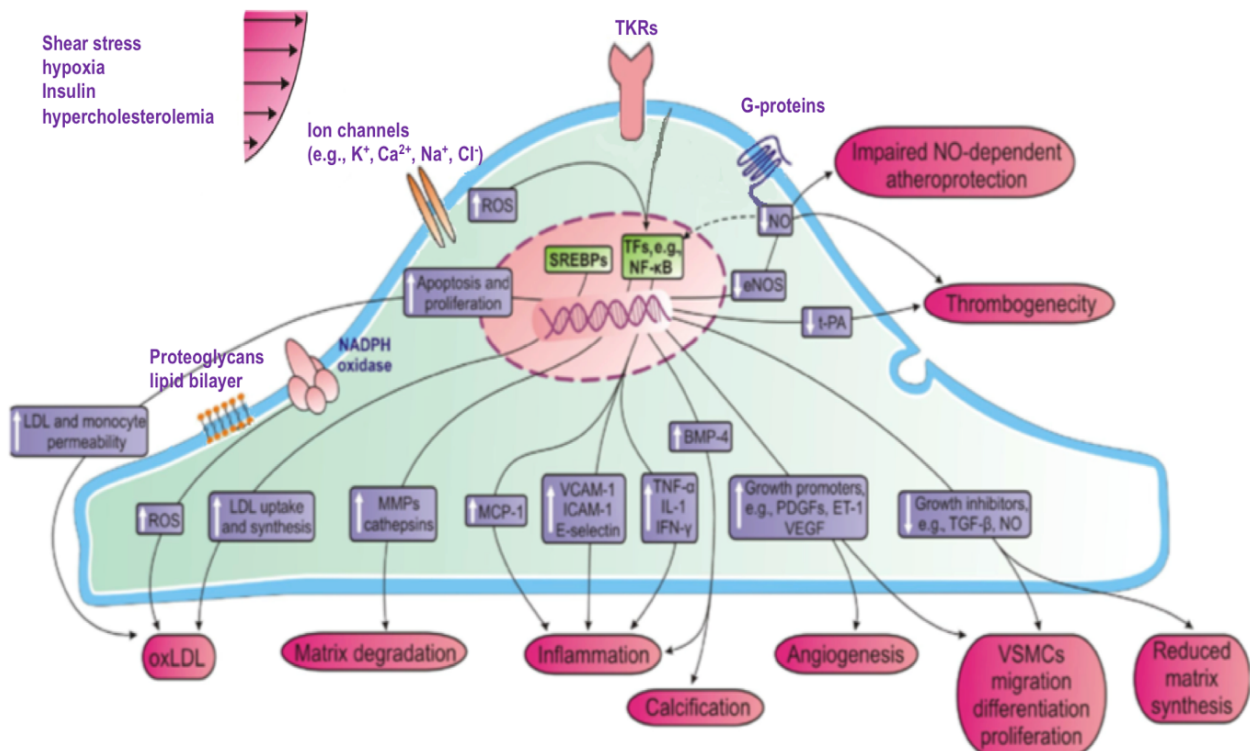 TKRs
Shear stress
hypoxia
Insulin
hypercholesterolemia
G-proteins
Ion channels
(e.g., K⁺, Ca²⁺, Na⁺, Cl⁻)
Impaired NO-dependent
atheroprotection
ROS
NO
SREBPs
TFs, e.g.,
NF-κB
Apoptosis and
proliferation
eNOS
Thrombogenecity
t-PA
NADPH
oxidase
Proteoglycans
lipid bilayer
LDL and monocyte
permeability
BMP-4
ROS
LDL uptake
and synthesis
MMPs
cathepsins
MCP-1
VCAM-1
ICAM-1
E-selectin
TNF-α
IL-1
IFN-γ
Growth promoters,
e.g., PDGFs, ET-1
VEGF
Growth inhibitors,
e.g., TGF-β, NO
oxLDL
Matrix degradation
Inflammation
Calcification
Angiogenesis
VSMCs
migration
differentiation
proliferation
Reduced
matrix
synthesis